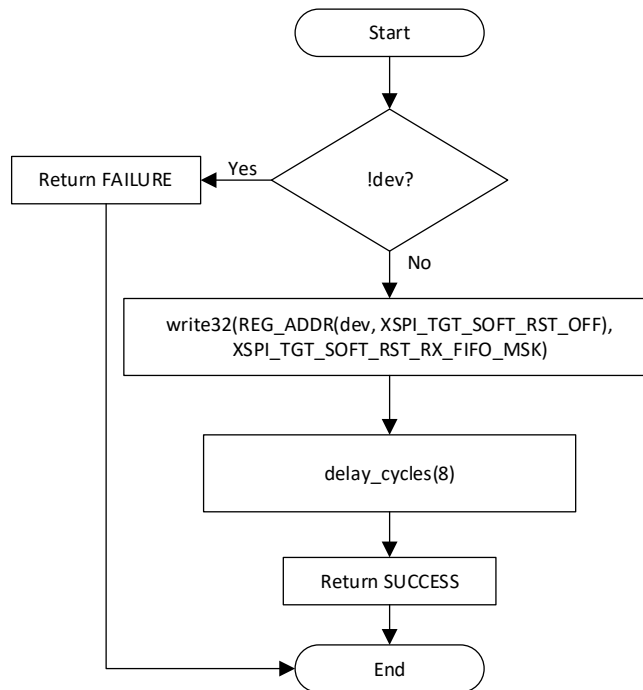 Start
!dev?
Yes
Return FAILURE
No
write32(REG_ADDR(dev, XSPI_TGT_SOFT_RST_OFF),
XSPI_TGT_SOFT_RST_RX_FIFO_MSK)
delay_cycles(8)
Return SUCCESS
End